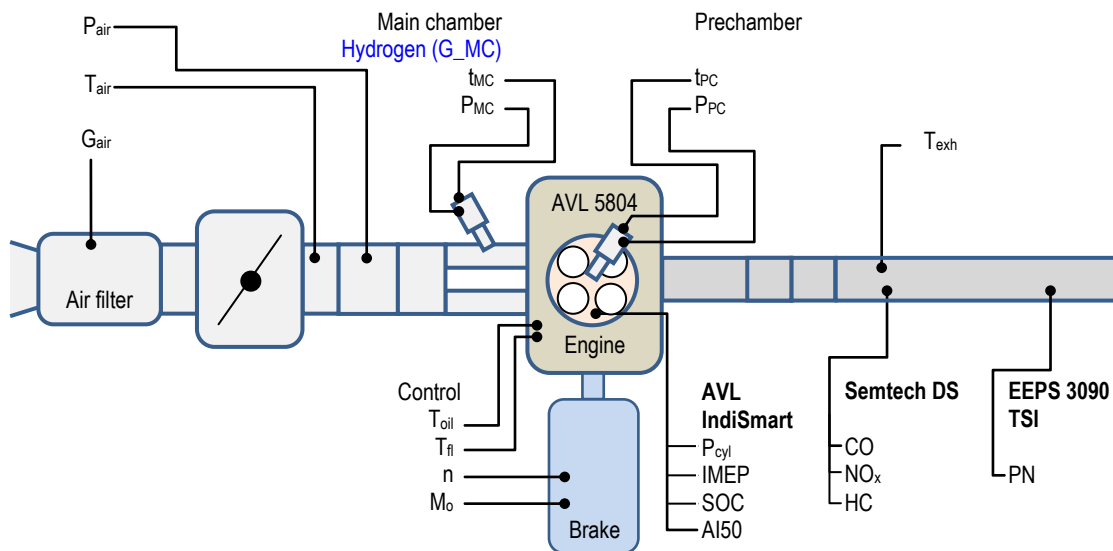 Main chamber
Hydrogen (G_MC)
Prechamber
Pair
Tair
Gair
tMC
PMC
tPC
PPC
Texh
AVL 5804
Air filter
Engine
Control
Toil
Tfl
n
Mo
Brake
AVL
IndiSmart
Pcyl
IMEP
SOC
AI50
Semtech DS
CO
NOx
HC
EEPS 3090
TSI
PN